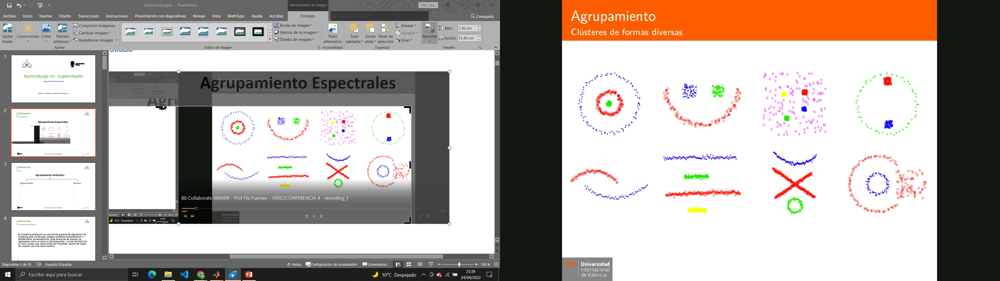 Espectrales.pptx - PowerPoint
Herramientas de imagen
Inic. ses.
Archivo Inicio Insertar Diseño Transiciones Animaciones Presentación con diapositivas Revisar Vista MathType Ayuda Acrobat Formato ¿Qué desea hacer? Compartir
Quitar fondo
Correcciones
Color
Efectos artísticos
Comprimir imágenes
Cambiar imagen
Restablecer imagen
Ajustar
Estilos de imagen
Borde de imagen
Efectos de la imagen
Diseño de imagen
Texto alternativo
Accesibilidad
Traer adelante
Enviar atrás
Panel de selección
Alinear
Agrupar
Girar
Organizar
Recortar
Alto: 7,36 cm
Ancho: 31,49 cm
Tamaño
1
Aprendizaje no supervisado
Agrupamiento Espectrales
Máster en Robótica y Sistemas Inteligentes
2
Introducción
Agrupamiento Espectrales
3
Introducción
Tipos
Agrupamiento Jerárquico
Aglomerativo Divisivo
4
Introducción
El clustering jerárquico es una familia general de algoritmos de
clustering que construyen clústers anidados fusionándolos o
dividiéndolos sucesivamente. Esta jerarquía de clusters se
representa como un árbol (o dendrograma). La raíz del árbol es
el único cluster que reúne todas las muestras, siendo las hojas
los clusters con una sola muestra.
Agrupamiento Espectrales
Bb Collaborate 06MAIR - Prof Flix Fuentes - VIDEOCONFERENCIA 4 - recording_1
0:06:07
Universidad
Internacional
de Valencia
250 %
10°C Despejado
23:38
Diapositiva 2 de 55 Español (España) Notas Configuración de visualización Comentarios 130 %
Escribe aquí para buscar
10°C Despejado
23:39
24/04/2022
Agrupamiento
Clústeres de formas diversas
viu
Universidad
Internacional
de Valencia